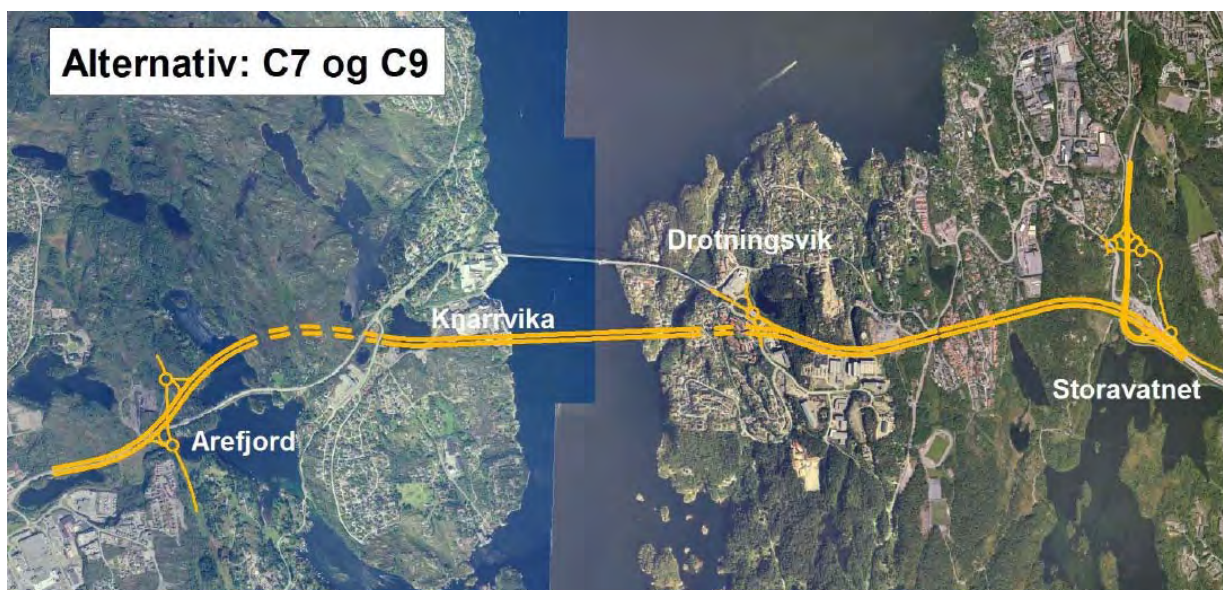 Alternativ: C7 og C9
Drotningsvik
Knarrvika
Storavatnet
Arefjord